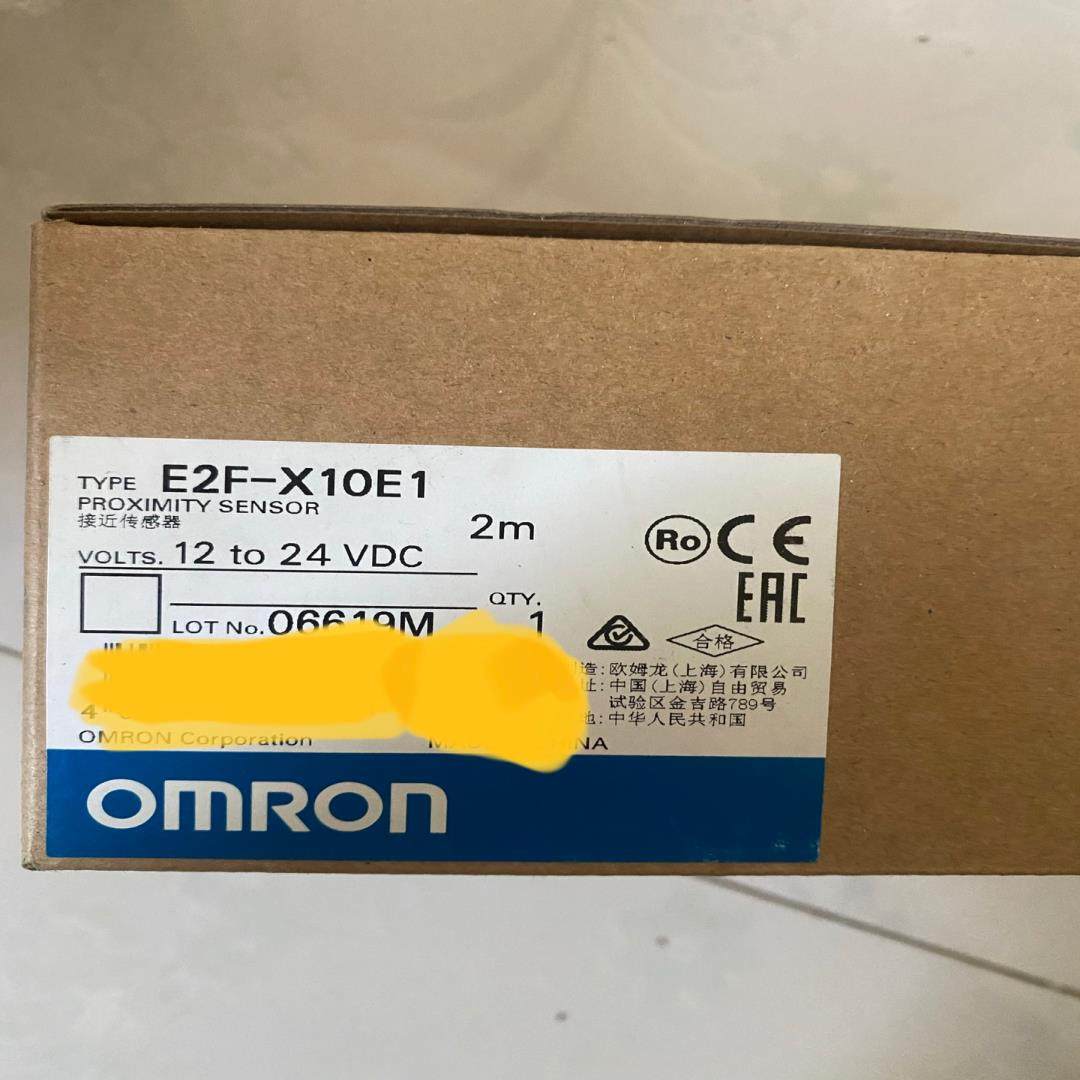 TYPE E2F-X10E1
PROXIMITY SENSOR
接近传感器
2m
VOLTS. 12 to 24 VDC
QTY.
LOT No. 06619M 1
Ro CE
EAC
合格
造:欧姆龙(上海)有限公司
址:中国(上海)自由贸易
试验区金吉路789号
地:中华人民共和国
OMRON Corporation
OMRON